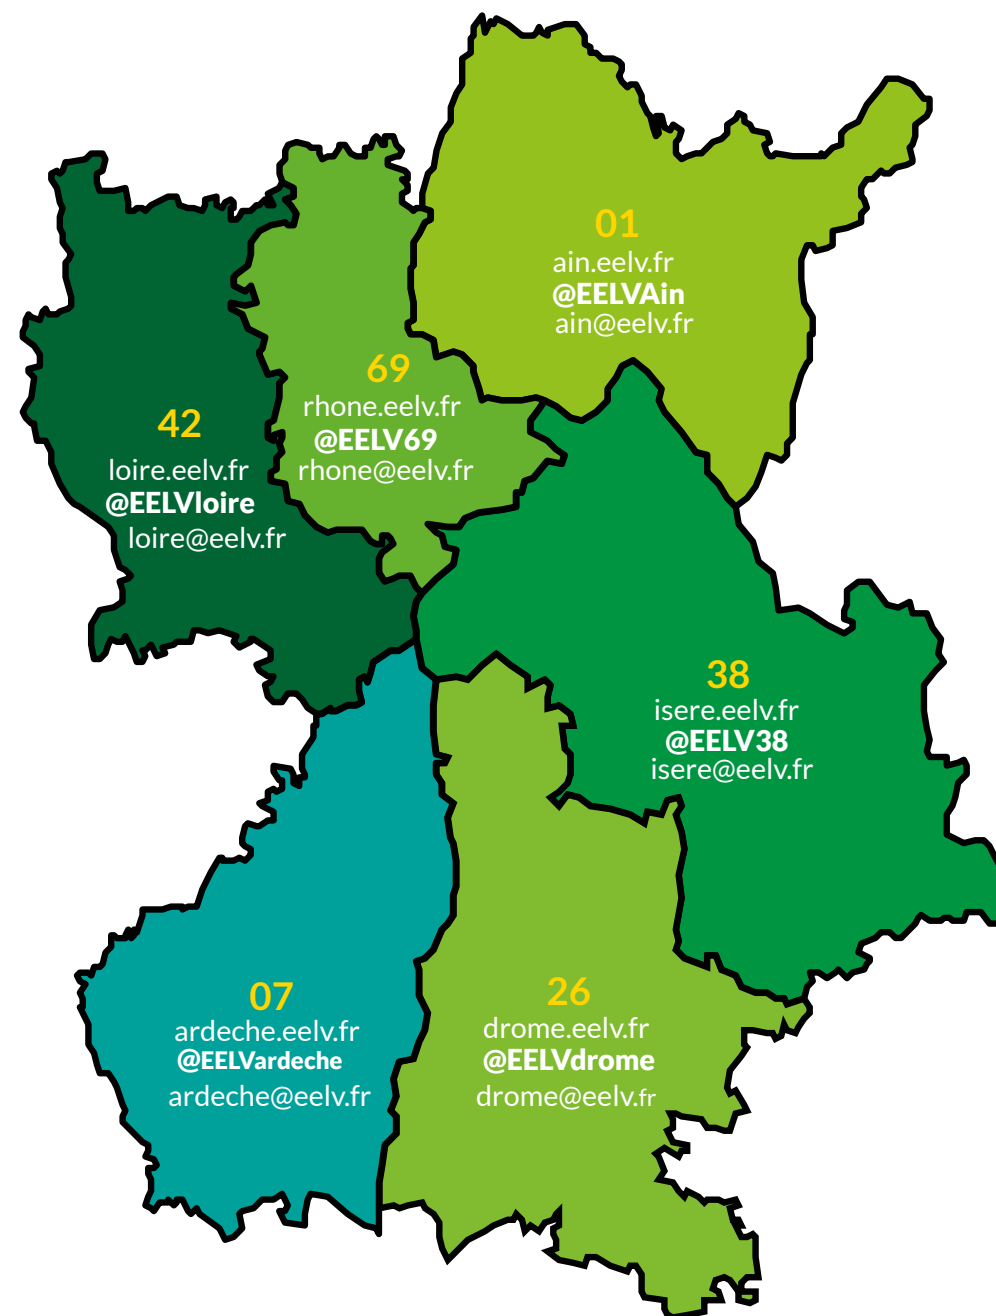 01
ain.eelv.fr
@EELVAin
ain@eelv.fr
69
rhone.eelv.fr
@EELV69
rhone@eelv.fr
42
loire.eelv.fr
@EELVloire
loire@eelv.fr
38
isere.eelv.fr
@EELV38
isere@eelv.fr
07
ardeche.eelv.fr
@EELVardeche
ardeche@eelv.fr
26
drome.eelv.fr
@EELVdrome
drome@eelv.fr